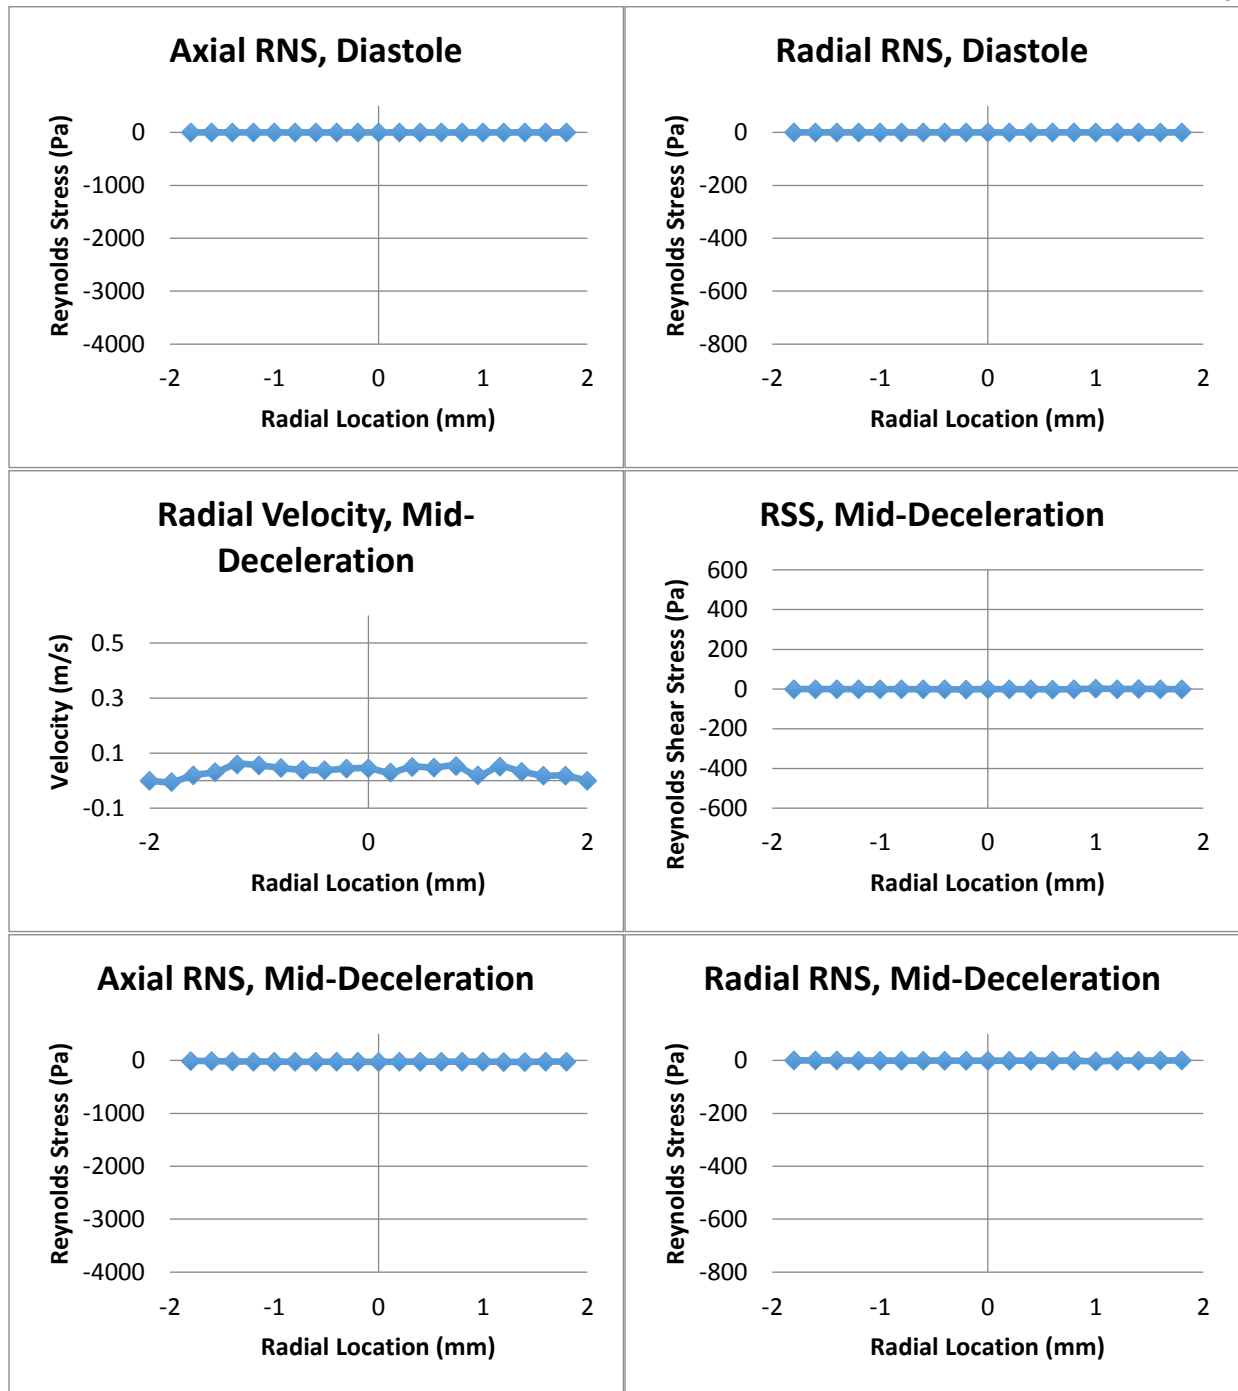 Axial RNS, Diastole
Reynolds Stress (Pa)
0
-1000
-2000
-3000
-4000
-2 -1 0 1 2
Radial Location (mm)
Radial RNS, Diastole
Reynolds Stress (Pa)
0
-200
-400
-600
-800
-2 -1 0 1 2
Radial Location (mm)
Radial Velocity, Mid-
Deceleration
Velocity (m/s)
0.5
0.3
0.1
-0.1
-2 0 2
Radial Location (mm)
RSS, Mid-Deceleration
Reynolds Shear Stress (Pa)
600
400
200
0
-200
-400
-600
-2 -1 0 1 2
Radial Location (mm)
Axial RNS, Mid-Deceleration
Reynolds Stress (Pa)
0
-1000
-2000
-3000
-4000
-2 -1 0 1 2
Radial Location (mm)
Radial RNS, Mid-Deceleration
Reynolds Stress (Pa)
0
-200
-400
-600
-800
-2 -1 0 1 2
Radial Location (mm)